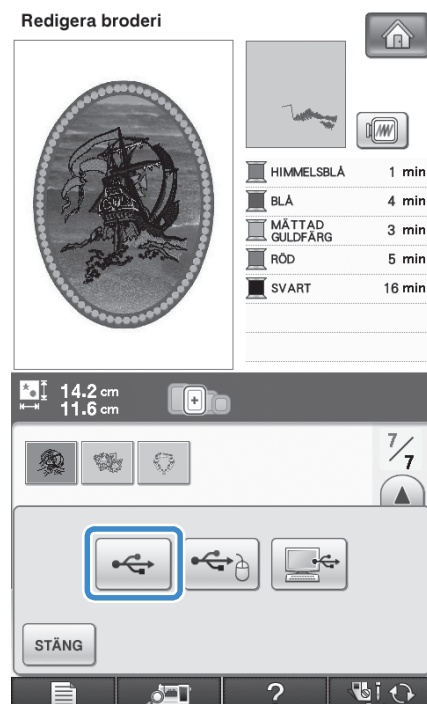 Redigera broderi
HIMMELSBLÅ 1 min
BLÅ 4 min
MÄTTAD GULDFÄRG 3 min
RÖD 5 min
SVART 16 min
14.2 cm
11.6 cm
7/7
STÄNG
?